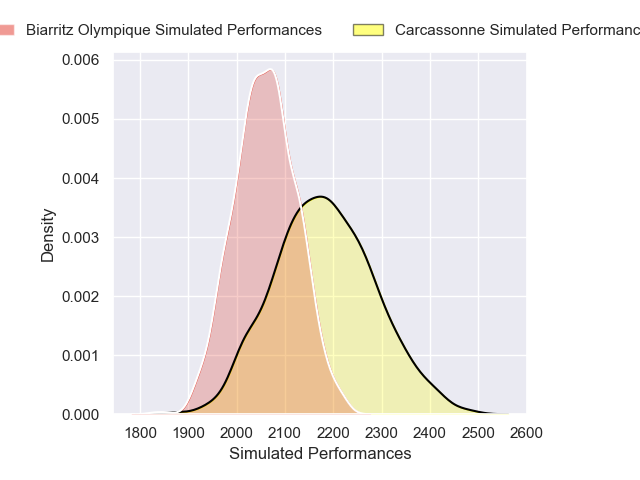 Biarritz Olympique Simulated Performances
Carcassonne Simulated Performanc
0.006
0.005
0.004
0.003
0.002
0.001
0.000
Density
1800 1900 2000 2100 2200 2300 2400 2500 2600
Simulated Performances